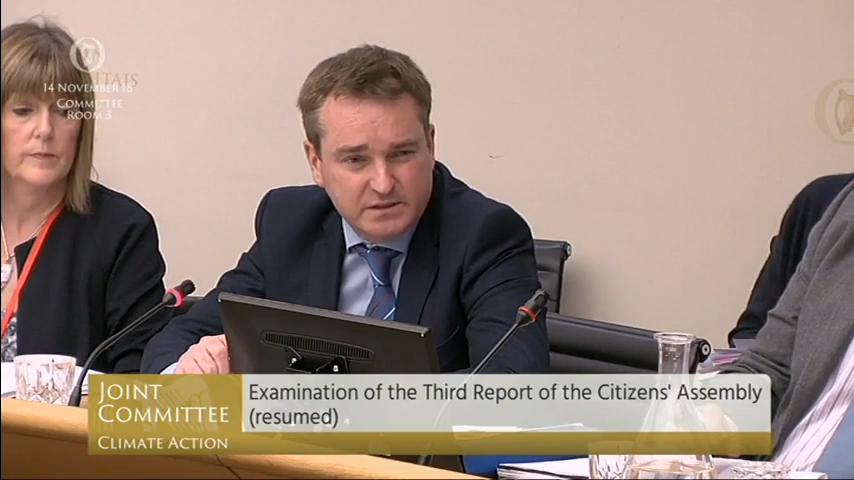 14 November 18
Committee
Room 3
Joint
Committee
Climate Action
Examination of the Third Report of the Citizens' Assembly
(resumed)